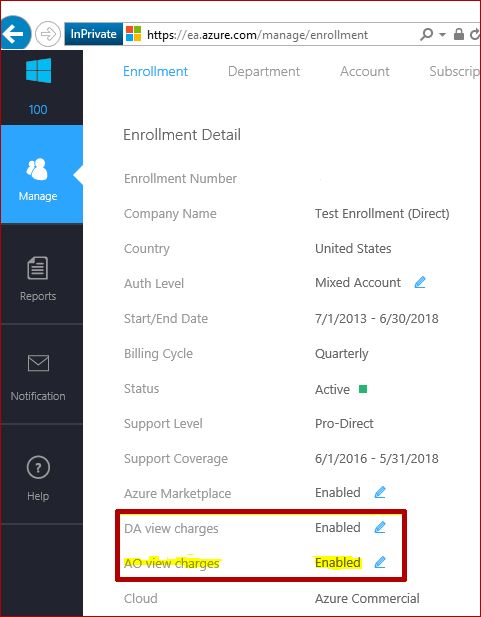 InPrivate https://ea.azure.com/manage/enrollment
100
Manage
Reports
Notification
? Help
Enrollment Department Account Subscrip
Enrollment Detail
Enrollment Number
Company Name Test Enrollment (Direct)
Country United States
Auth Level Mixed Account
Start/End Date 7/1/2013 - 6/30/2018
Billing Cycle Quarterly
Status Active
Support Level Pro-Direct
Support Coverage 6/1/2016 - 5/31/2018
Azure Marketplace Enabled
DA view charges Enabled
AO view charges Enabled
Cloud Azure Commercial